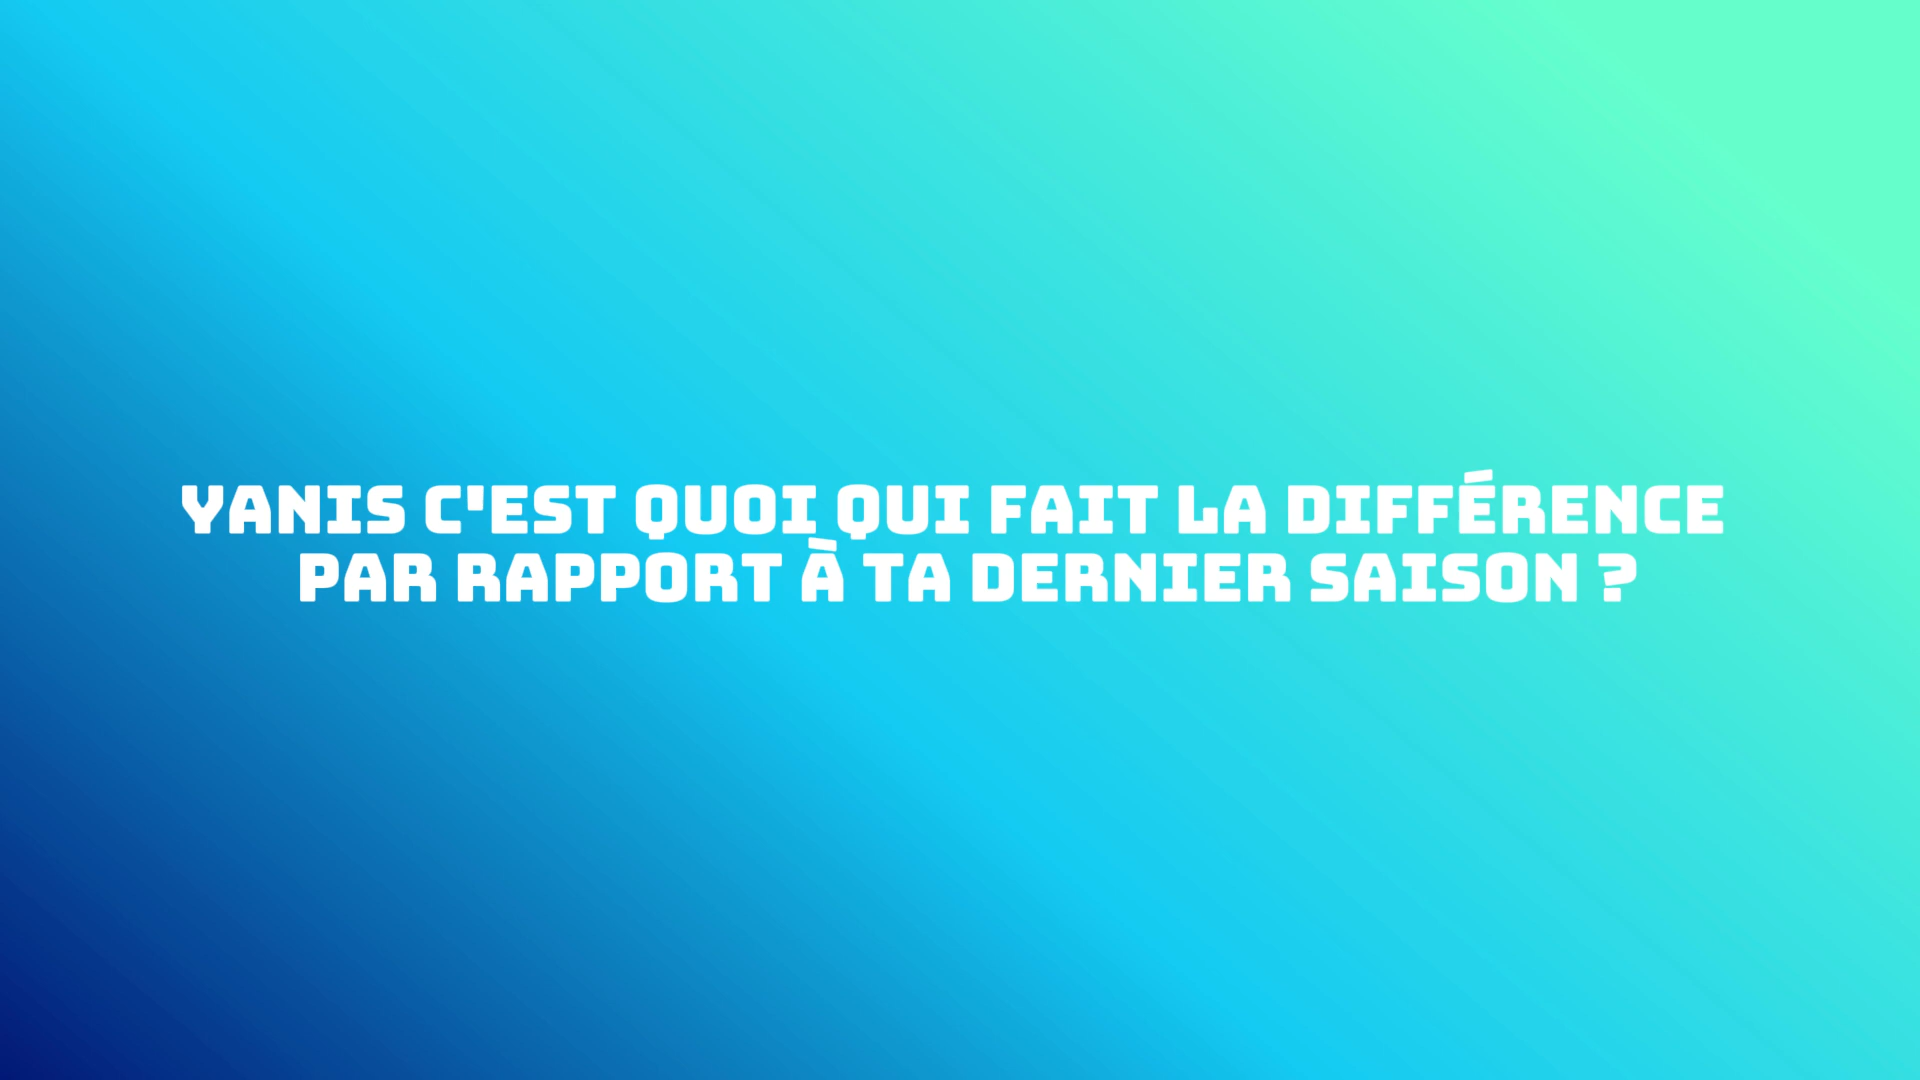 YANIS C'EST QUOI QUI FAIT LA DIFFÉRENCE
PAR RAPPORT À TA DERNIER SAISON ?